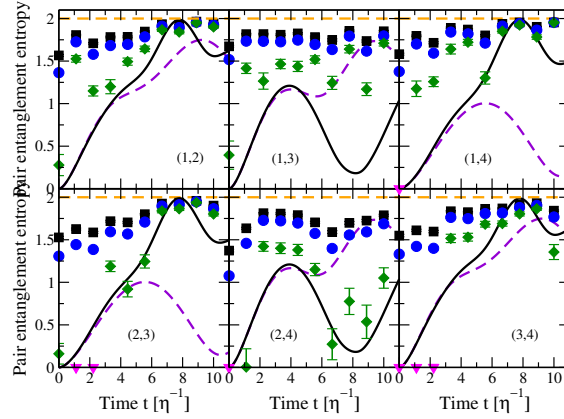 Pair entanglement entropy
2
1.5
1
0.5
0
(1,2)
(1,3)
(1,4)
Pair entanglement entropy
2
1.5
1
0.5
0
(2,3)
(2,4)
(3,4)
0 2 4 6 8 10
0 2 4 6 8 10
0 2 4 6 8 10
Time t [η⁻¹]
Time t [η⁻¹]
Time t [η⁻¹]